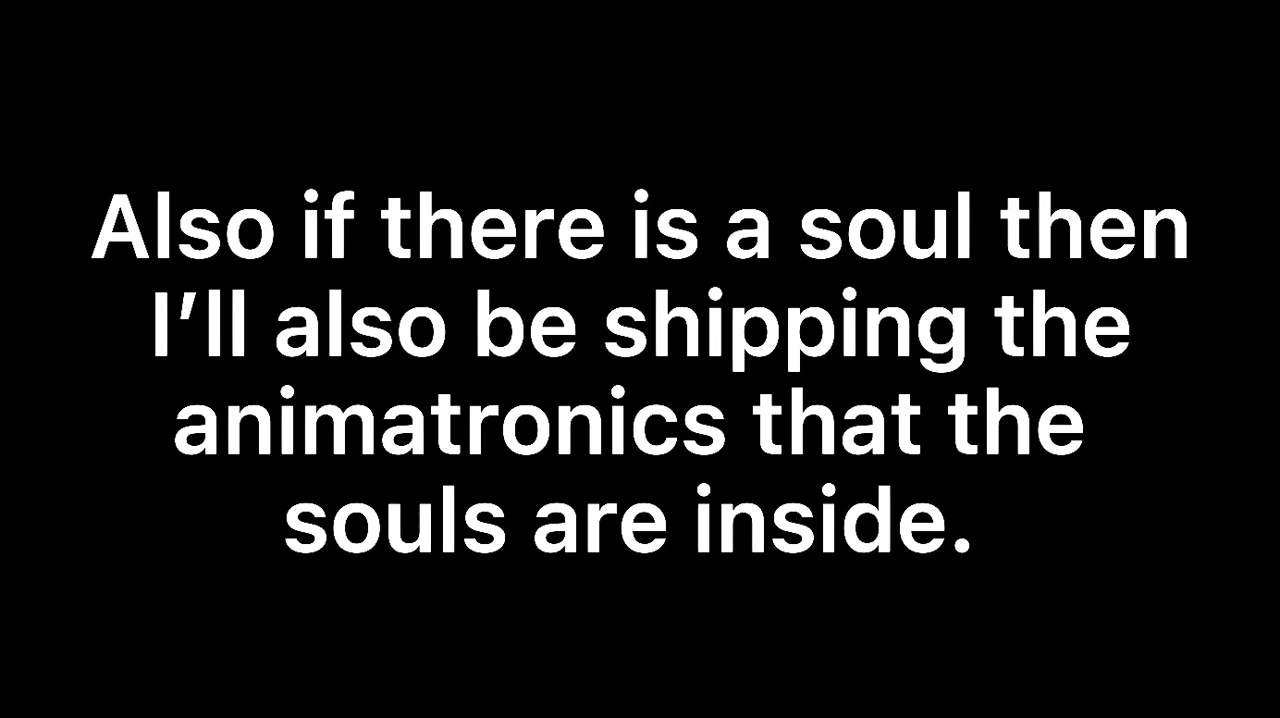 Also if there is a soul then
I’ll also be shipping the
animatronics that the
souls are inside.